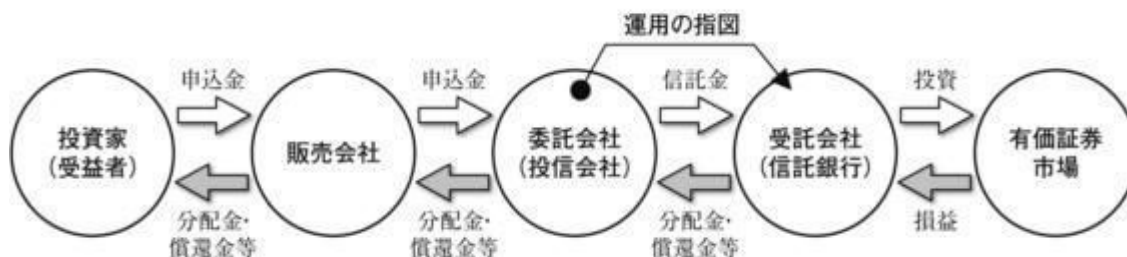 運用の指図
申込金
申込金
信託金
投資
投資家
(受益者)
販売会社
委託会社
(投信会社)
受託会社
(信託銀行)
有価証券
市場
分配金・
償還金等
分配金・
償還金等
分配金・
償還金等
損益